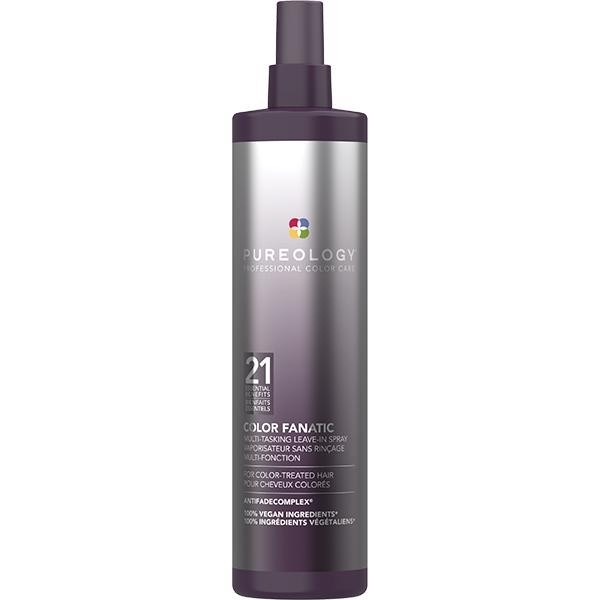 PUREOLOGY®
PROFESSIONAL COLOR CARE
21
ESSENTIAL
BENEFITS
BIENFAITS
ESSENTIELS
COLOR FANATIC
MULTI-TASKING LEAVE-IN SPRAY
VAPORISATEUR SANS RINÇAGE
MULTI-FONCTION
FOR COLOR-TREATED HAIR
POUR CHEVEUX COLORÉS
ANTIFADECOMPLEX®
100% VEGAN INGREDIENTS*
100% INGRÉDIENTS VÉGÉTALIENS*